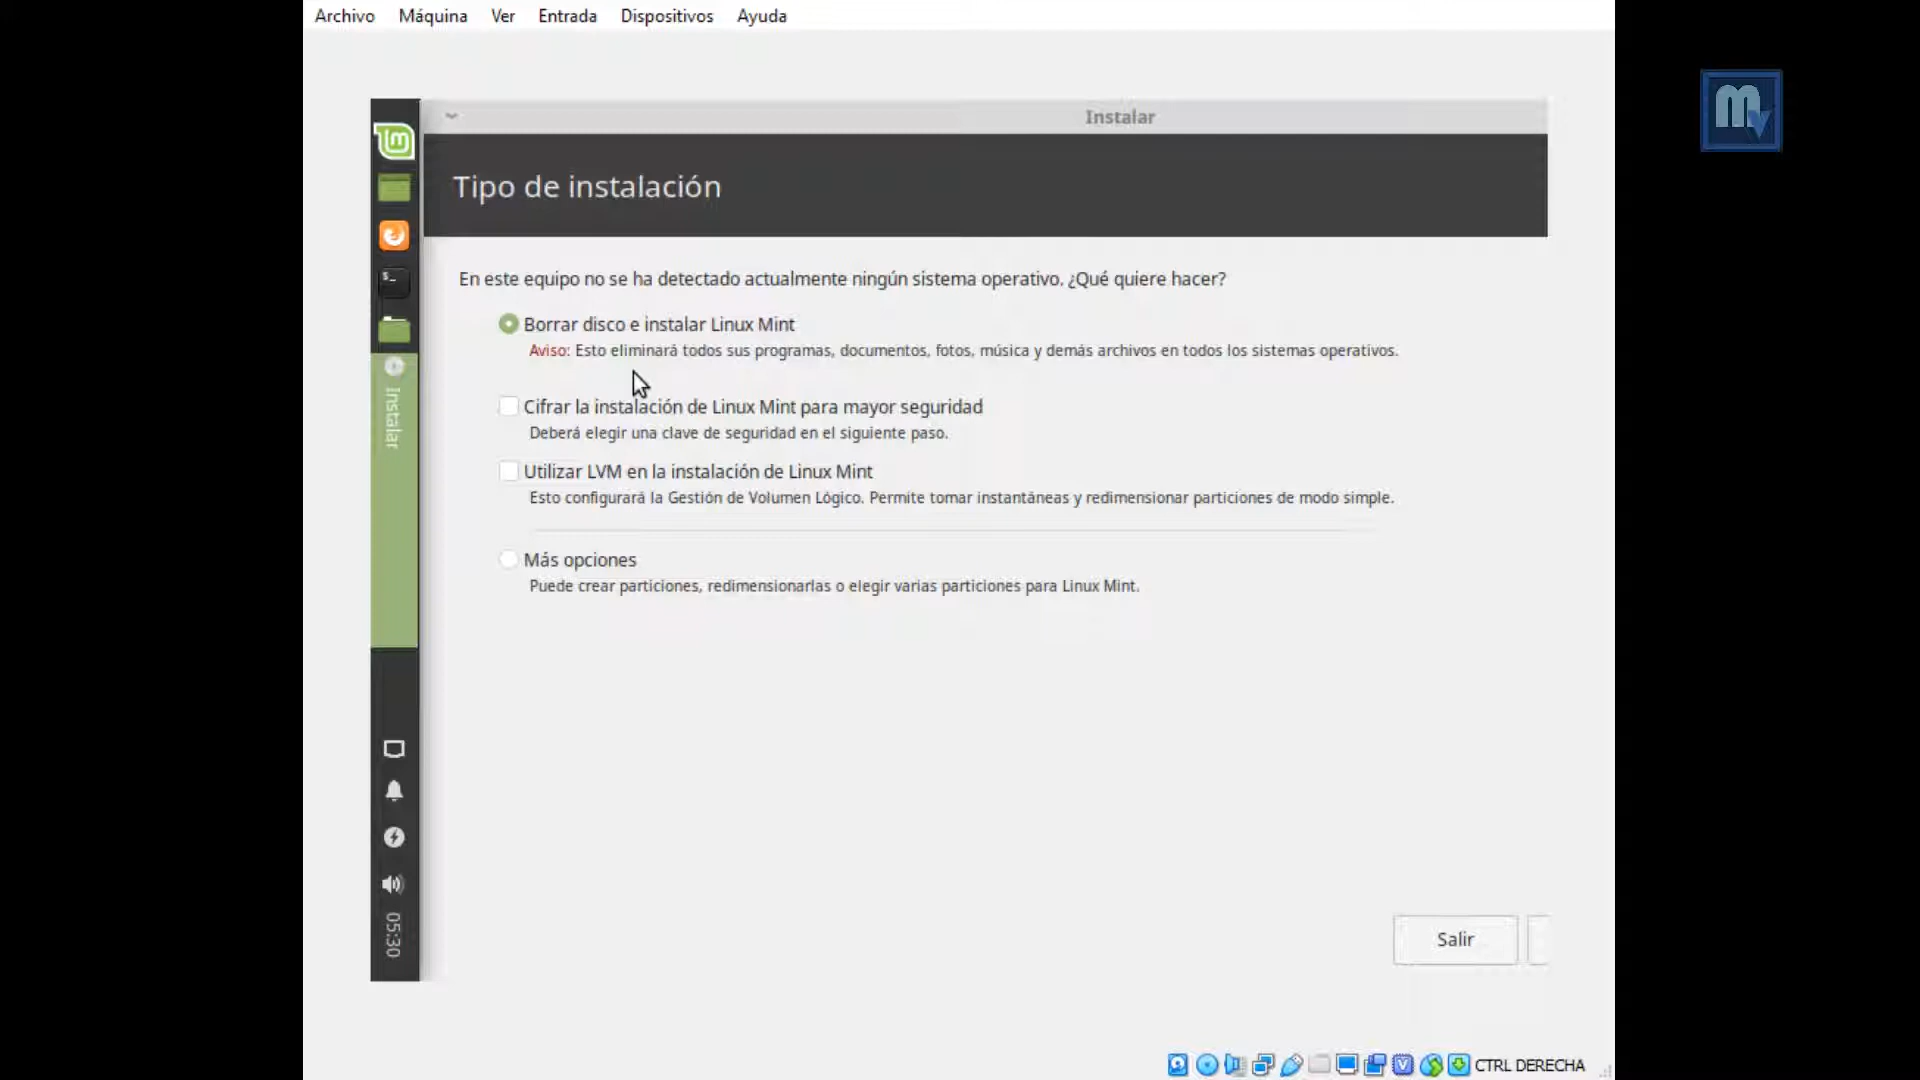 Archivo Máquina Ver Entrada Dispositivos Ayuda
Instalar
Tipo de instalación
En este equipo no se ha detectado actualmente ningún sistema operativo. ¿Qué quiere hacer?
Borrar disco e instalar Linux Mint
Aviso: Esto eliminará todos sus programas, documentos, fotos, música y demás archivos en todos los sistemas operativos.
Cifrar la instalación de Linux Mint para mayor seguridad
Deberá elegir una clave de seguridad en el siguiente paso.
Utilizar LVM en la instalación de Linux Mint
Esto configurará la Gestión de Volumen Lógico. Permite tomar instantáneas y redimensionar particiones de modo simple.
Más opciones
Puede crear particiones, redimensionarlas o elegir varias particiones para Linux Mint.
Instalar
05:30
Salir
CTRL DERECHA
mv